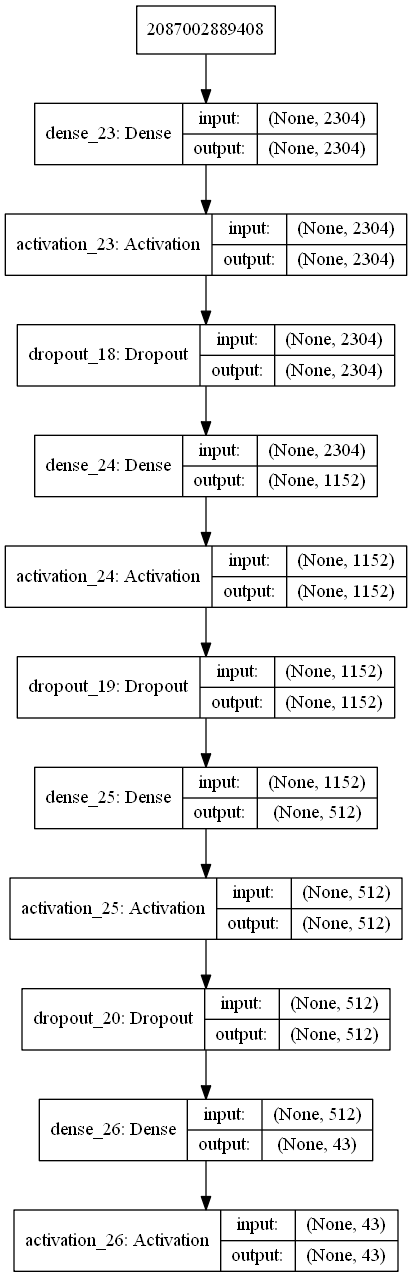 2087002889408
dense_23: Dense
input: (None, 2304)
output: (None, 2304)
activation_23: Activation
input: (None, 2304)
output: (None, 2304)
dropout_18: Dropout
input: (None, 2304)
output: (None, 2304)
dense_24: Dense
input: (None, 2304)
output: (None, 1152)
activation_24: Activation
input: (None, 1152)
output: (None, 1152)
dropout_19: Dropout
input: (None, 1152)
output: (None, 1152)
dense_25: Dense
input: (None, 1152)
output: (None, 512)
activation_25: Activation
input: (None, 512)
output: (None, 512)
dropout_20: Dropout
input: (None, 512)
output: (None, 512)
dense_26: Dense
input: (None, 512)
output: (None, 43)
activation_26: Activation
input: (None, 43)
output: (None, 43)